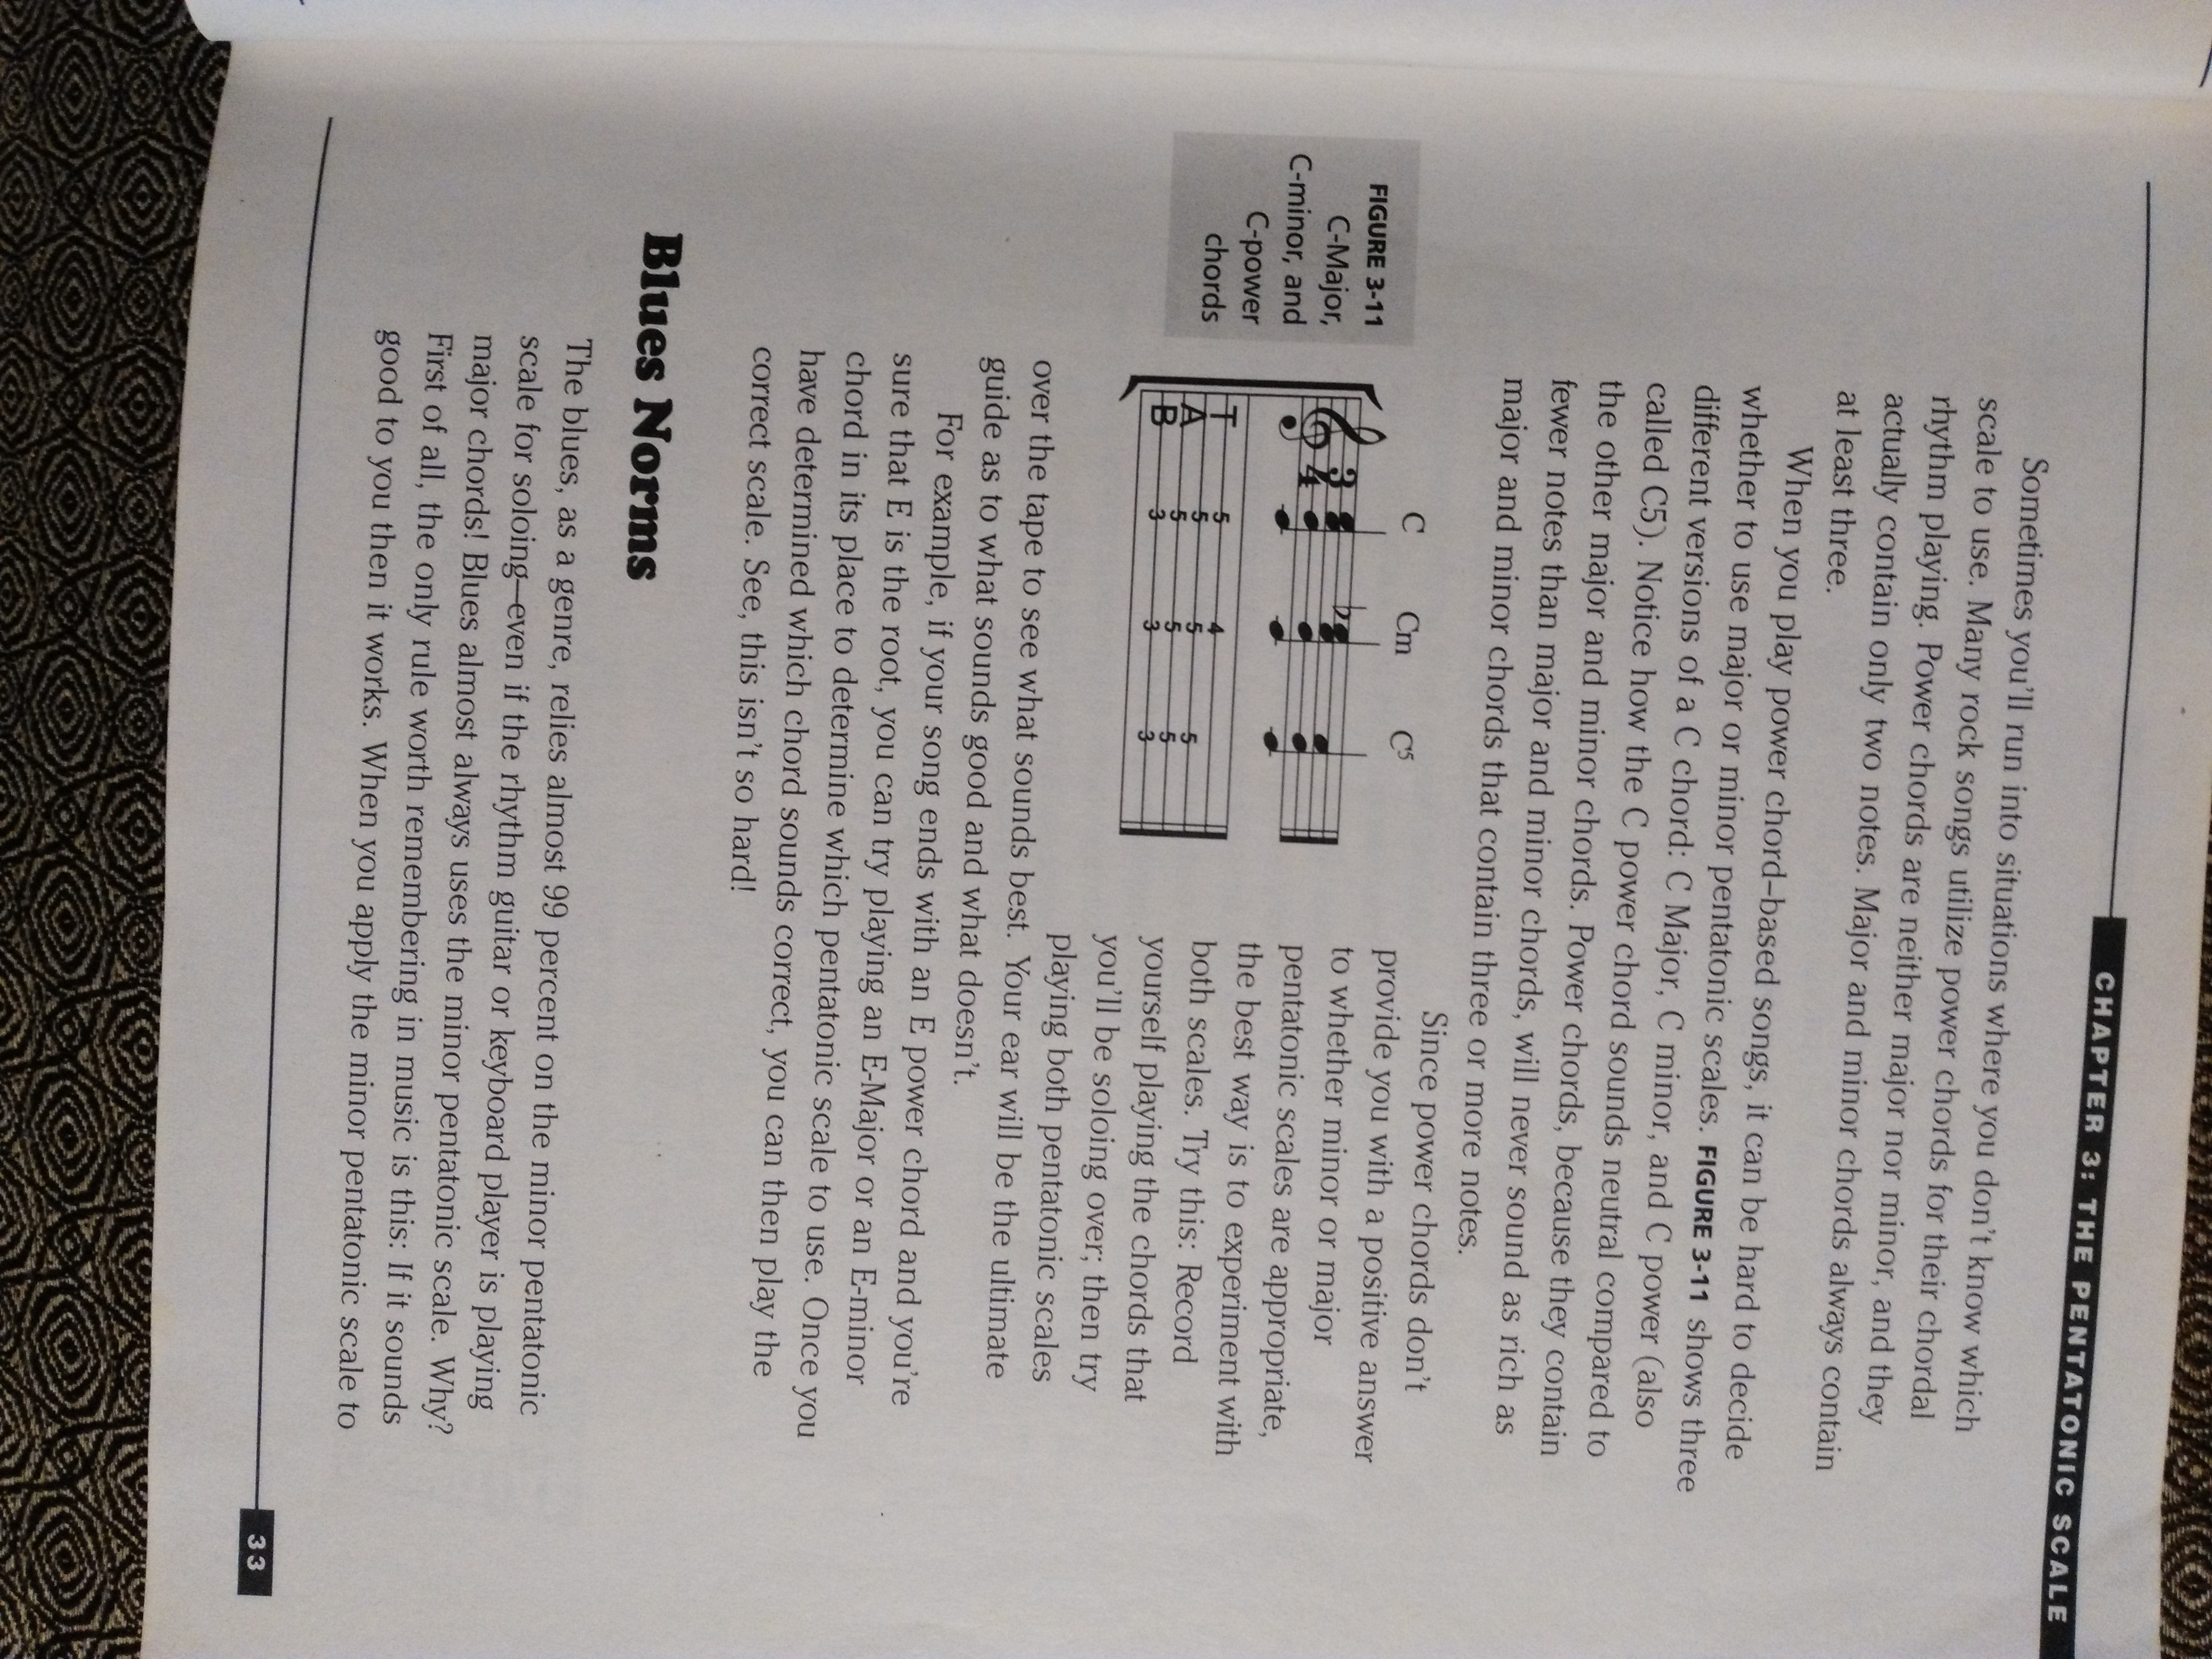 CHAPTER 3: THE PENTATONIC SCALE
Sometimes you'll run into situations where you don't know which
scale to use. Many rock songs utilize power chords for their chordal
rhythm playing. Power chords are neither major nor minor, and they
actually contain only two notes. Major and minor chords always contain
at least three.
When you play power chord–based songs, it can be hard to decide
whether to use major or minor pentatonic scales. FIGURE 3-11 shows three
different versions of a C chord: C Major, C minor, and C power (also
called C5). Notice how the C power chord sounds neutral compared to
the other major and minor chords. Power chords, because they contain
fewer notes than major and minor chords, will never sound as rich as
major and minor chords that contain three or more notes.
FIGURE 3-11
C-Major,
C-minor, and
C-power
chords
C Cm C5
3
4
T
A
B
5 4
5 5 5
5 5 5
3 3 3
Since power chords don't
provide you with a positive answer
to whether minor or major
pentatonic scales are appropriate,
the best way is to experiment with
both scales. Try this: Record
yourself playing the chords that
you'll be soloing over; then try
playing both pentatonic scales
over the tape to see what sounds best. Your ear will be the ultimate
guide as to what sounds good and what doesn't.
For example, if your song ends with an E power chord and you're
sure that E is the root, you can try playing an E-Major or an E-minor
chord in its place to determine which pentatonic scale to use. Once you
have determined which chord sounds correct, you can then play the
correct scale. See, this isn't so hard!
Blues Norms
The blues, as a genre, relies almost 99 percent on the minor pentatonic
scale for soloing—even if the rhythm guitar or keyboard player is playing
major chords! Blues almost always uses the minor pentatonic scale. Why?
First of all, the only rule worth remembering in music is this: If it sounds
good to you then it works. When you apply the minor pentatonic scale to
33